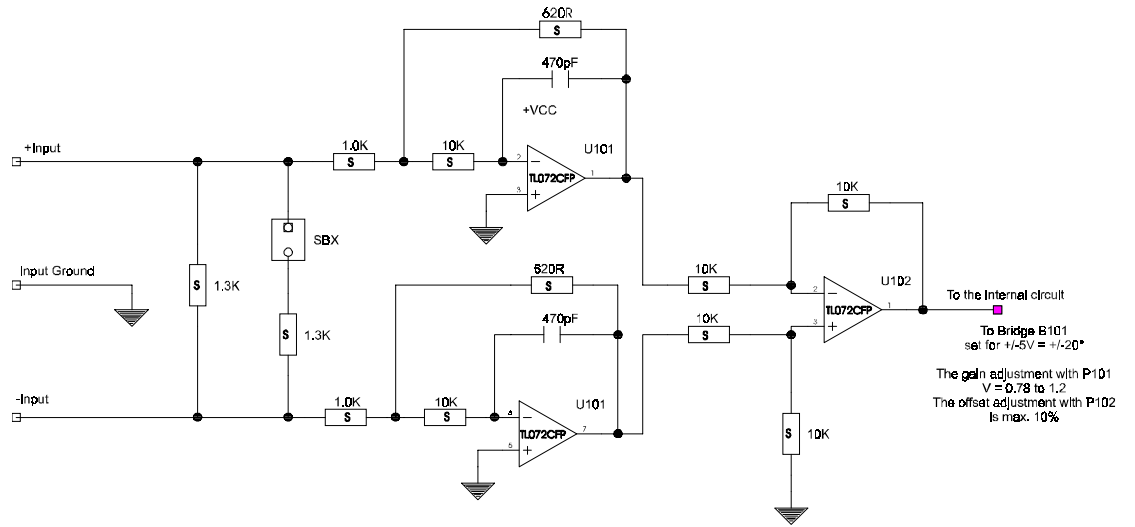 620R
S
470pF
+VCC
+Input
1.0K
S
10K
S
2
U101
TL072CFP
1
3
10K
S
SBX
Input Ground
S
1.3K
620R
S
10K
S
2
U102
TL072CFP
1
3
To the internal circuit
470pF
10K
S
S
1.3K
To Bridge B101
set for +/-5V = +/-20°
The gain adjustment with P101
V = 0.78 to 1.2
The offset adjustment with P102
is max. 10%
-Input
1.0K
S
10K
S
U101
TL072CFP
7
5
S
10K